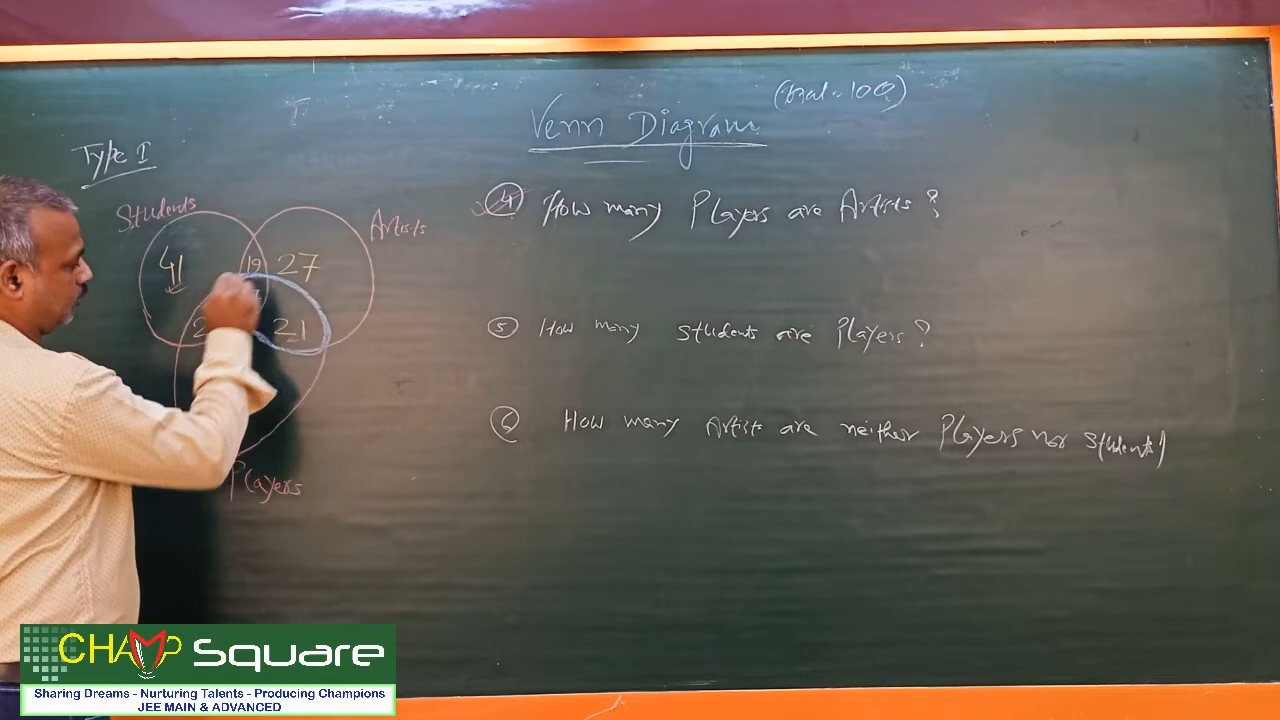 (total = 100)
Venn Diagram
Type I
Students
Artists
41
19
27
21
Players
④ How many Players are Artists?
⑤ How many students are Players?
⑥ How many Artists are neither Players nor students?
CHAMP Square
Sharing Dreams - Nurturing Talents - Producing Champions
JEE MAIN & ADVANCED